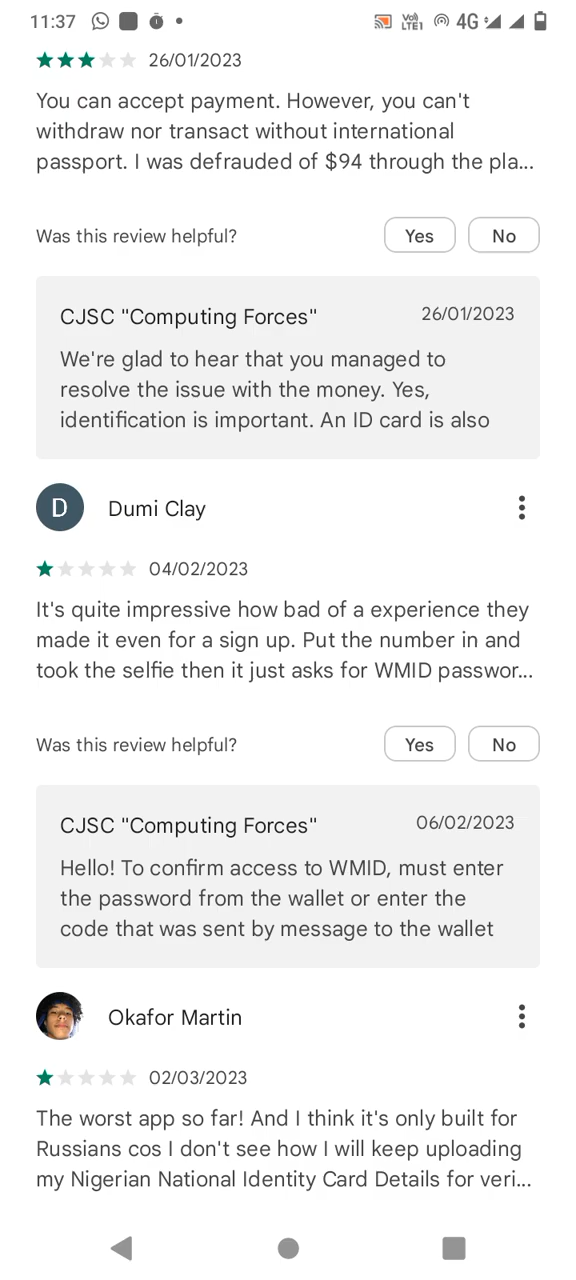 11:37
Vo)) LTE1 4G
26/01/2023
You can accept payment. However, you can't
withdraw nor transact without international
passport. I was defrauded of $94 through the pla...
Was this review helpful? Yes No
CJSC "Computing Forces" 26/01/2023
We're glad to hear that you managed to
resolve the issue with the money. Yes,
identification is important. An ID card is also
D Dumi Clay
04/02/2023
It's quite impressive how bad of a experience they
made it even for a sign up. Put the number in and
took the selfie then it just asks for WMID passwor...
Was this review helpful? Yes No
CJSC "Computing Forces" 06/02/2023
Hello! To confirm access to WMID, must enter
the password from the wallet or enter the
code that was sent by message to the wallet
Okafor Martin
02/03/2023
The worst app so far! And I think it's only built for
Russians cos I don't see how I will keep uploading
my Nigerian National Identity Card Details for veri...